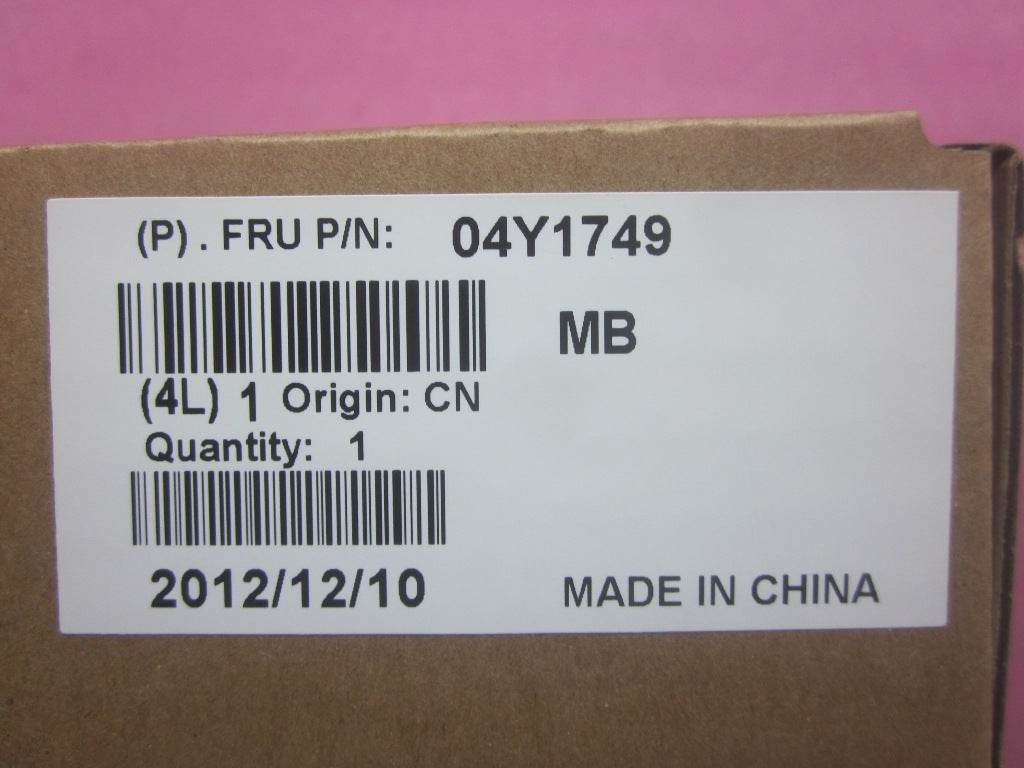 (P) . FRU P/N: 04Y1749
MB
(4L) 1 Origin: CN
Quantity: 1
2012/12/10 MADE IN CHINA